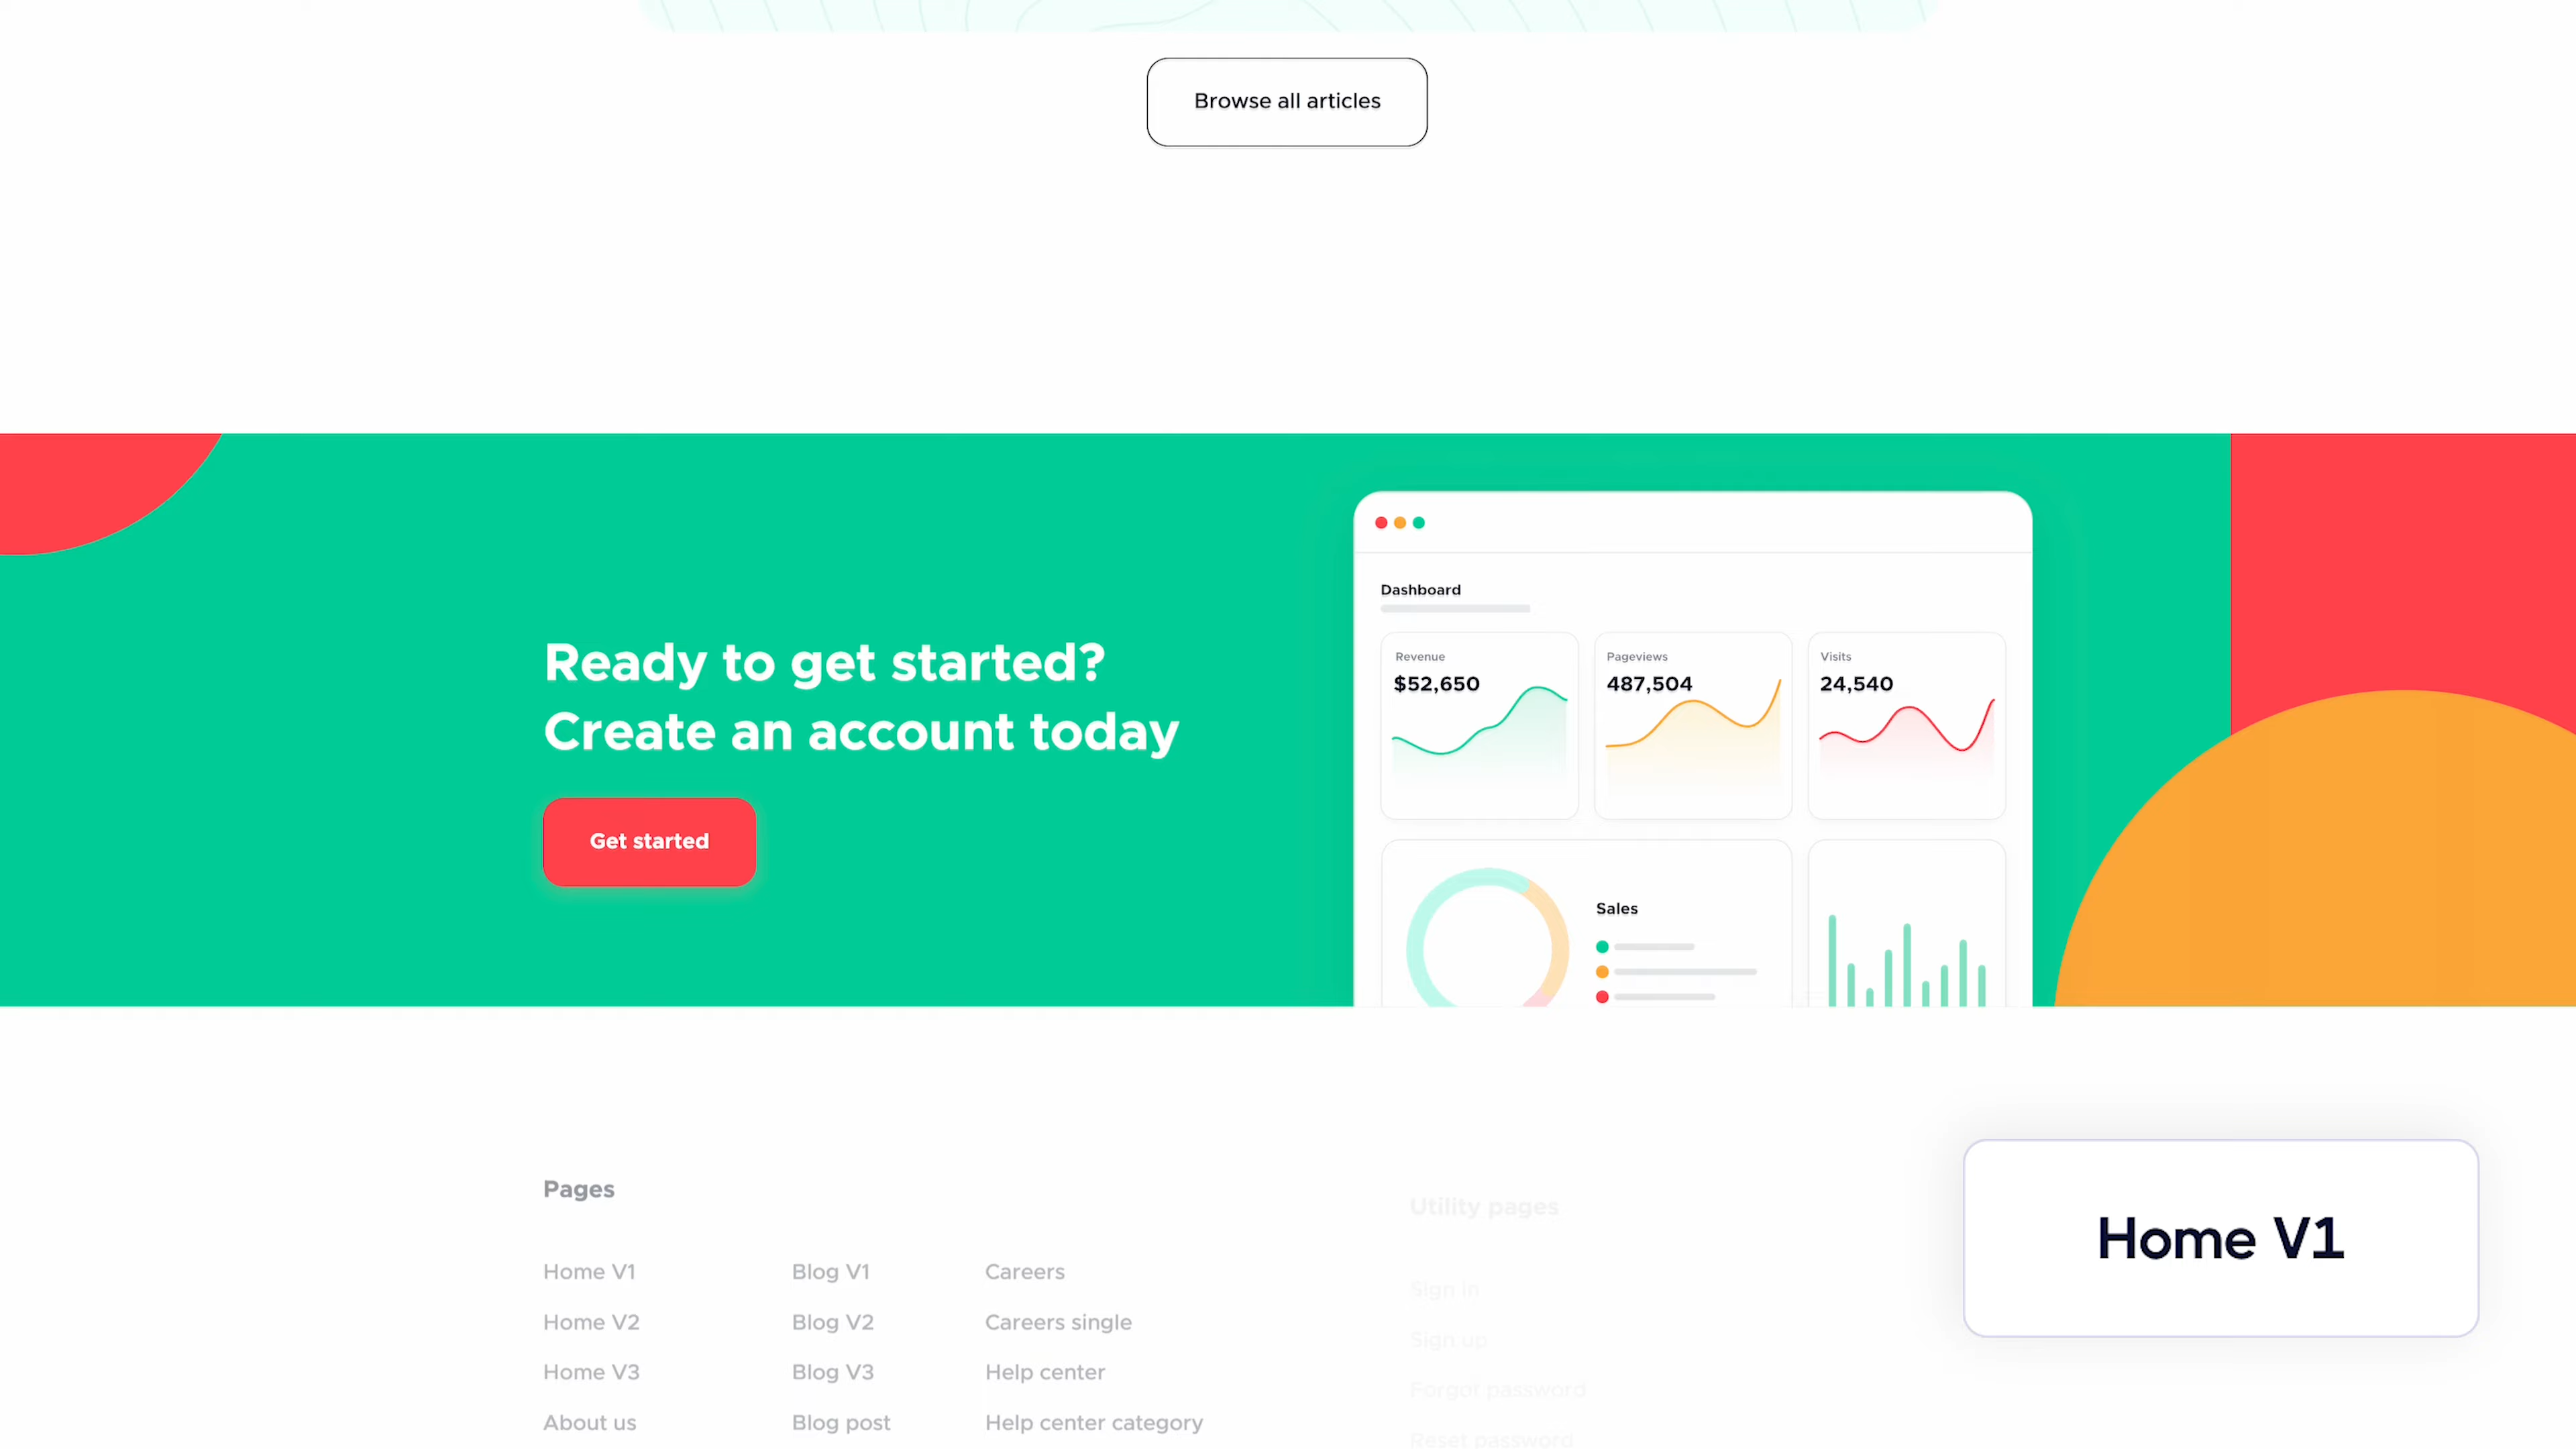 Browse all articles
Ready to get started?
Create an account today
Get started
Dashboard
Revenue
$52,650
Pageviews
487,504
Visits
24,540
Sales
Pages
Home V1
Home V2
Home V3
About us
Blog V1
Blog V2
Blog V3
Blog post
Careers
Careers single
Help center
Help center category
Utility pages
Sign in
Sign up
Forgot password
Reset password
Home V1